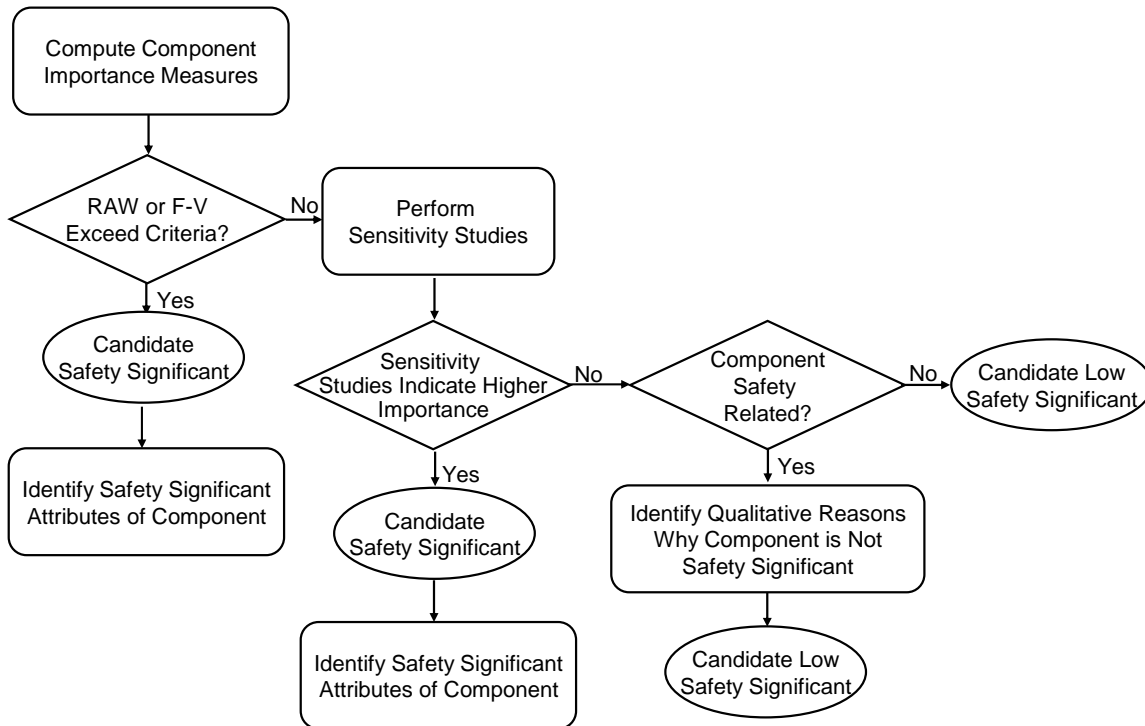 Compute Component
Importance Measures
RAW or F-V
Exceed Criteria?
No
Perform
Sensitivity Studies
Yes
Candidate
Safety Significant
Identify Safety Significant
Attributes of Component
Sensitivity
Studies Indicate Higher
Importance
No
Component
Safety
Related?
No
Candidate Low
Safety Significant
Yes
Candidate
Safety Significant
Identify Safety Significant
Attributes of Component
Yes
Identify Qualitative Reasons
Why Component is Not
Safety Significant
Candidate Low
Safety Significant